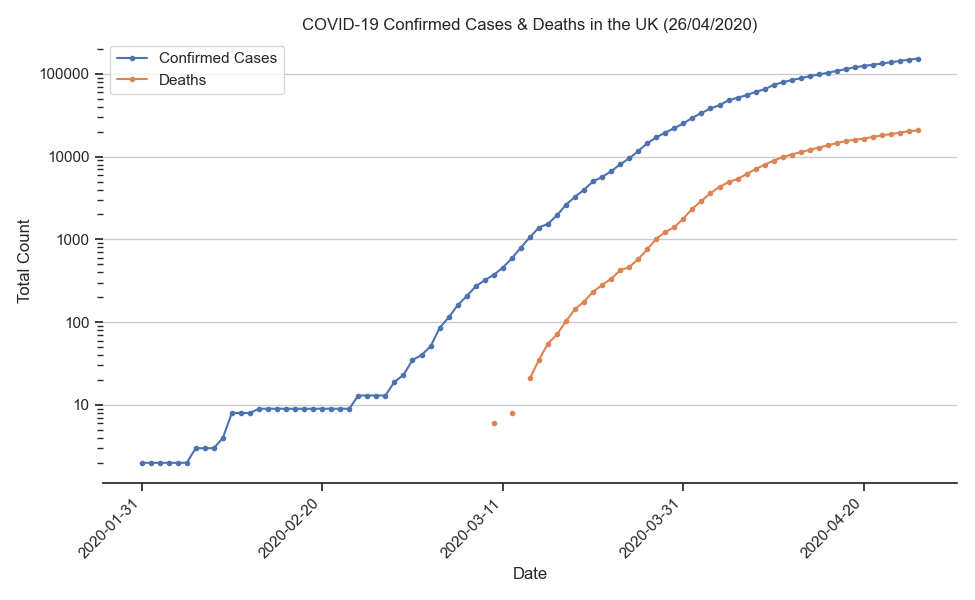 COVID-19 Confirmed Cases & Deaths in the UK (26/04/2020)
Confirmed Cases
Deaths
100000
10000
1000
100
10
Total Count
2020-01-31
2020-02-20
2020-03-11
2020-03-31
2020-04-20
Date